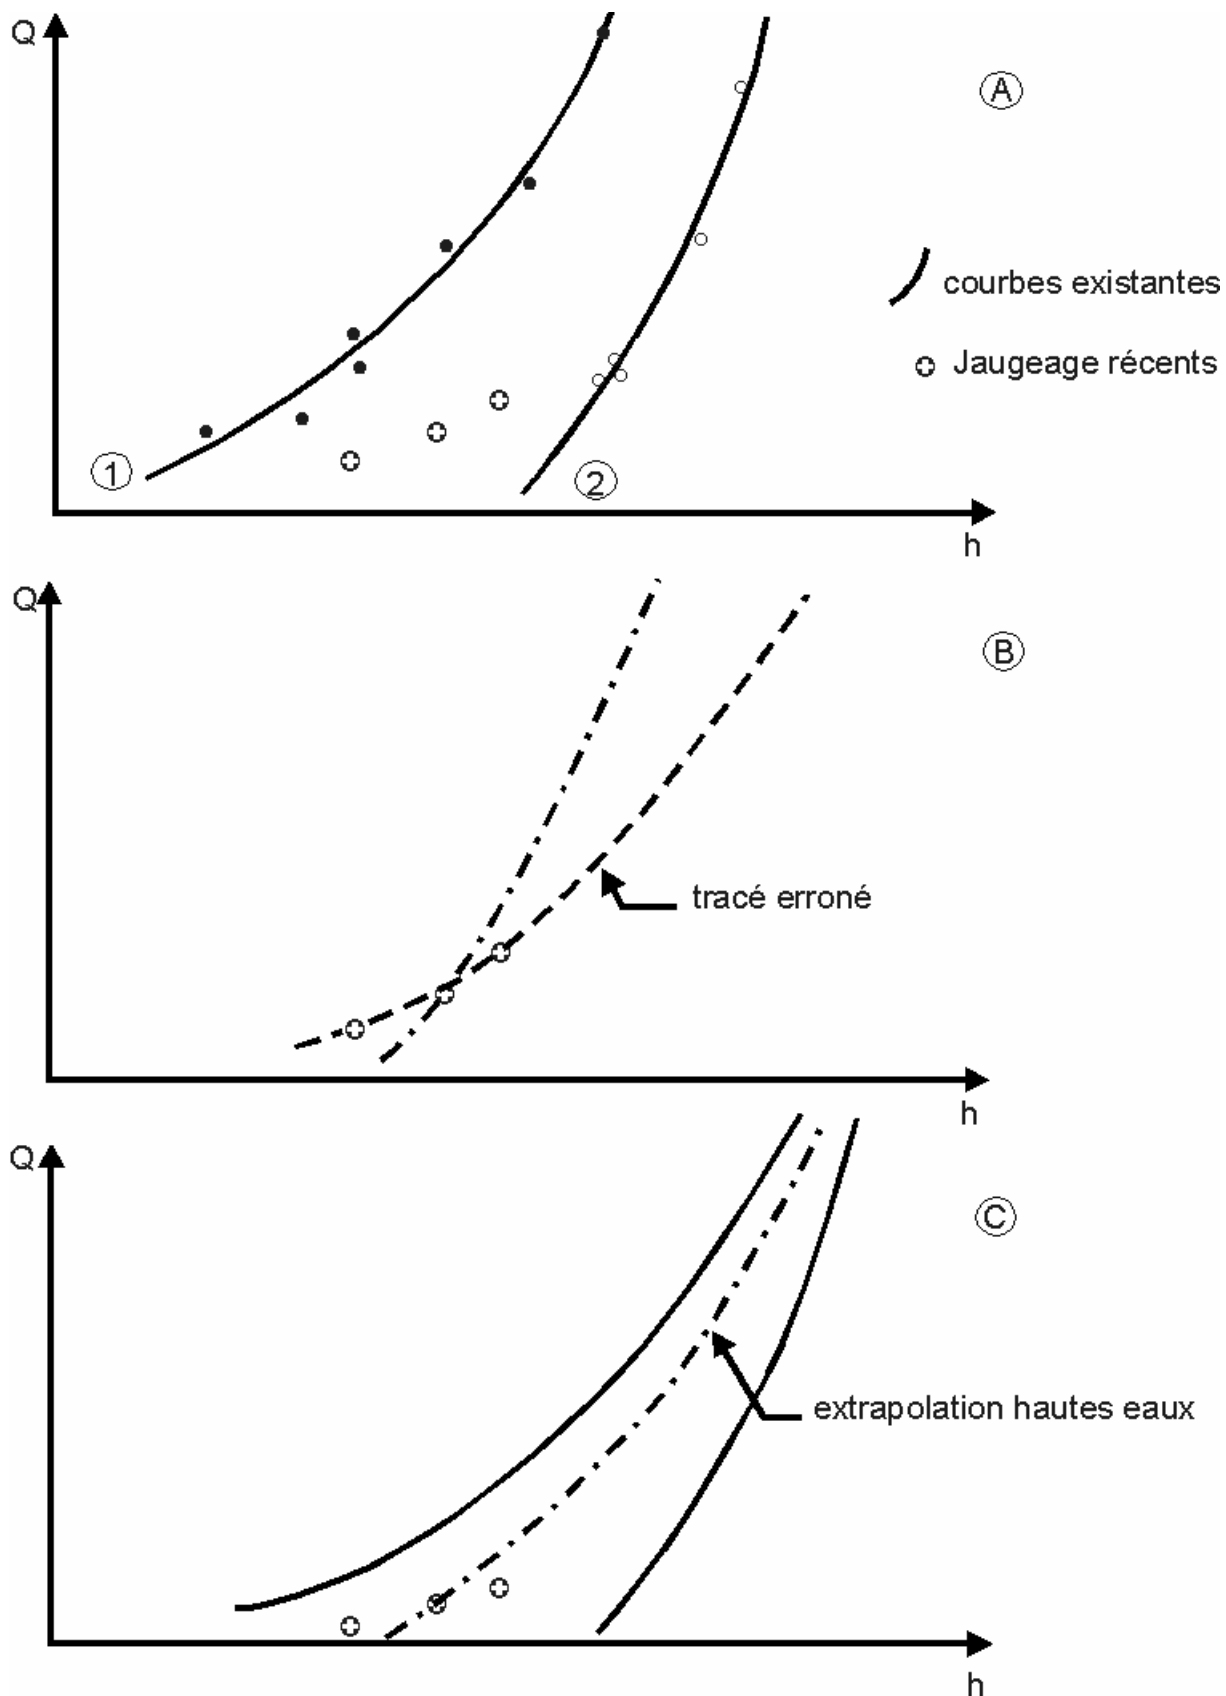 Q
A
courbes existantes
Jaugeage récents
1
2
h
Q
B
tracé erroné
h
Q
C
extrapolation hautes eaux
h